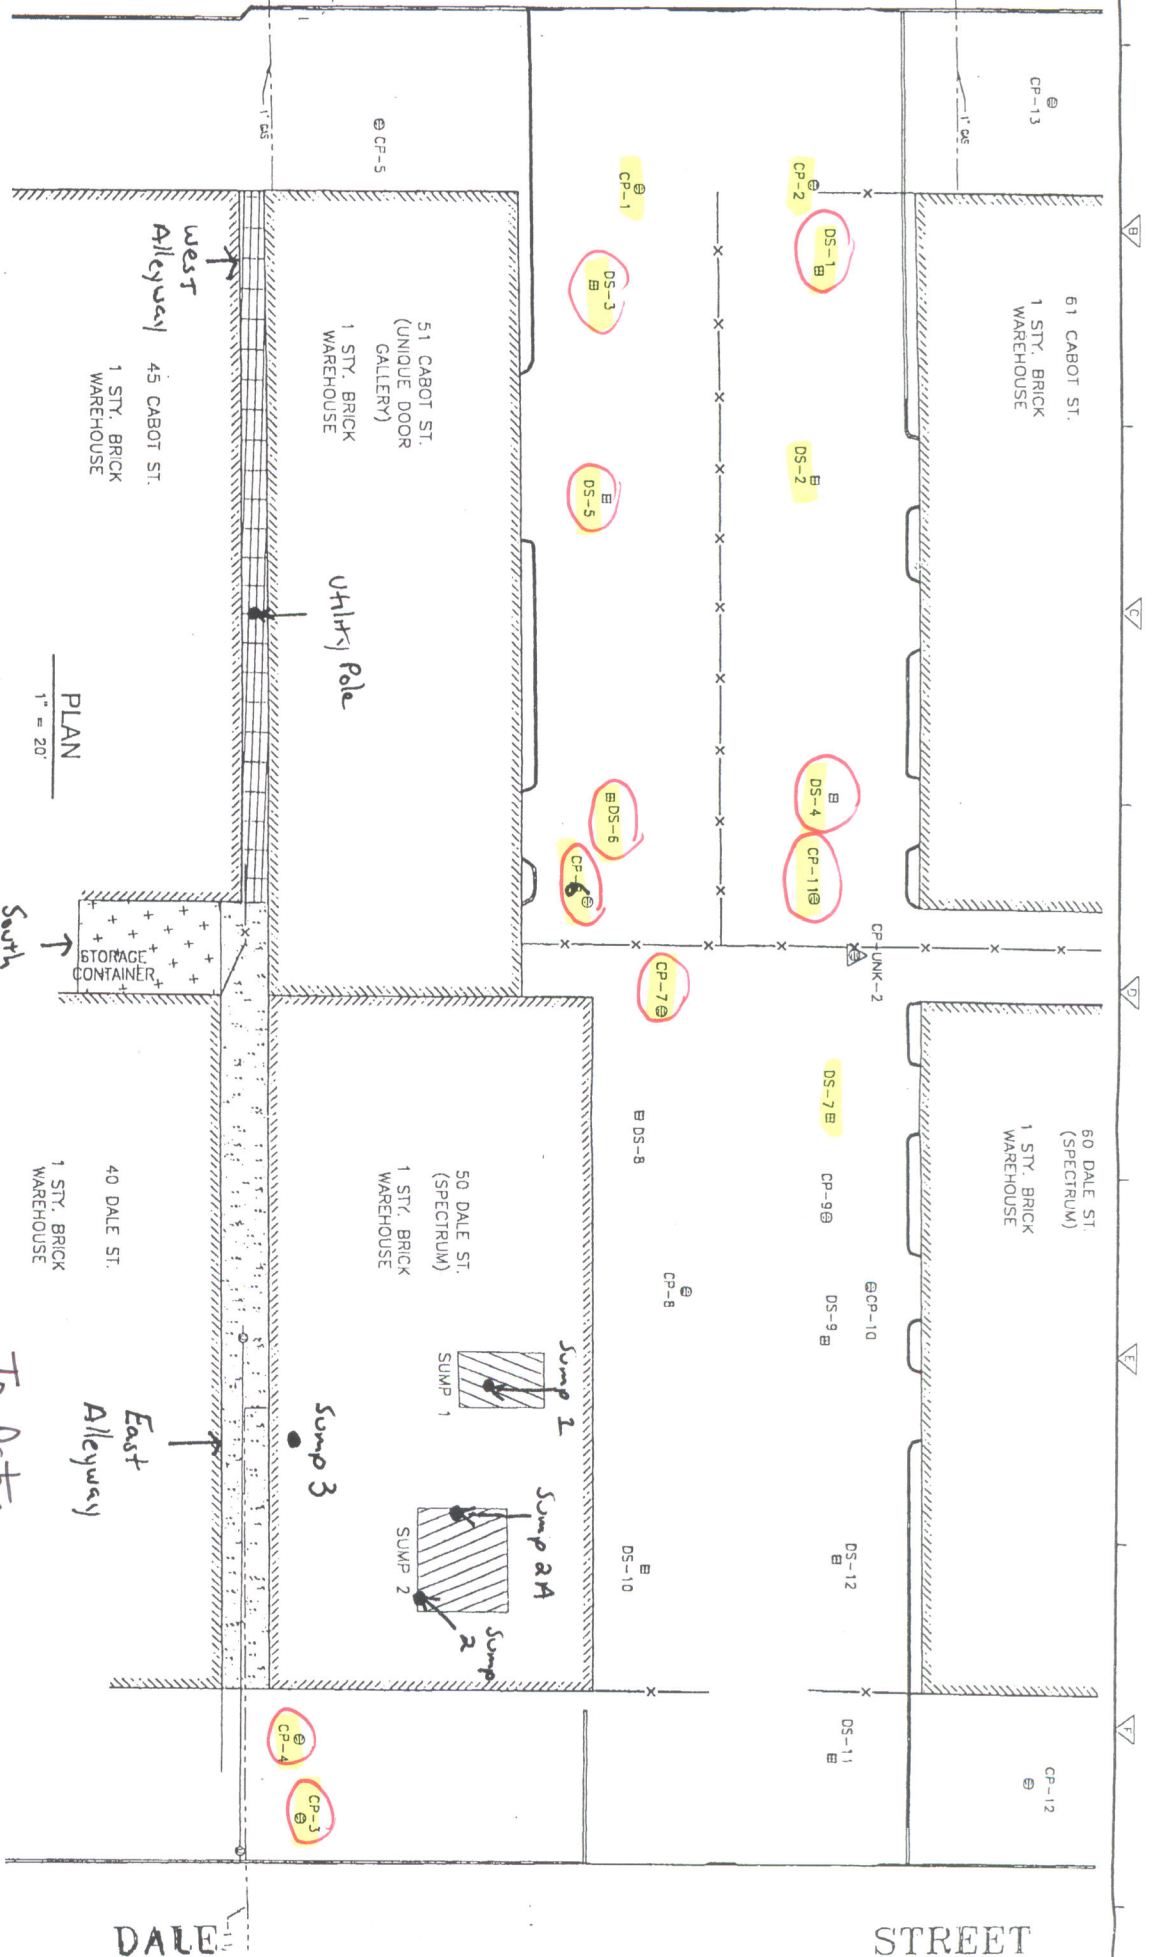 CP-13
1" GAS
1" GAS
CP-5
CP-1
CP-2
DS-1
DS-3
61 CABOT ST.
1 STY. BRICK
WAREHOUSE
51 CABOT ST.
(UNIQUE DOOR
GALLERY)
1 STY. BRICK
WAREHOUSE
West
Alleyway
45 CABOT ST.
1 STY. BRICK
WAREHOUSE
DS-2
DS-5
Utility Pole
PLAN
1" = 20'
DS-4
DS-6
CP-11
CP-6
CP-UNK-2
CP-7
South
STORAGE
CONTAINER
DS-7
DS-8
CP-9
CP-8
CP-10
DS-9
60 DALE ST.
(SPECTRUM)
1 STY. BRICK
WAREHOUSE
50 DALE ST.
(SPECTRUM)
1 STY. BRICK
WAREHOUSE
40 DALE ST.
1 STY. BRICK
WAREHOUSE
Sump 1
SUMP 1
Sump 3
East
Alleyway
Sump 2A
SUMP 2
Sump
2
DS-10
DS-12
DS-11
CP-12
CP-4
CP-3
B
C
D
E
F
DALE STREET